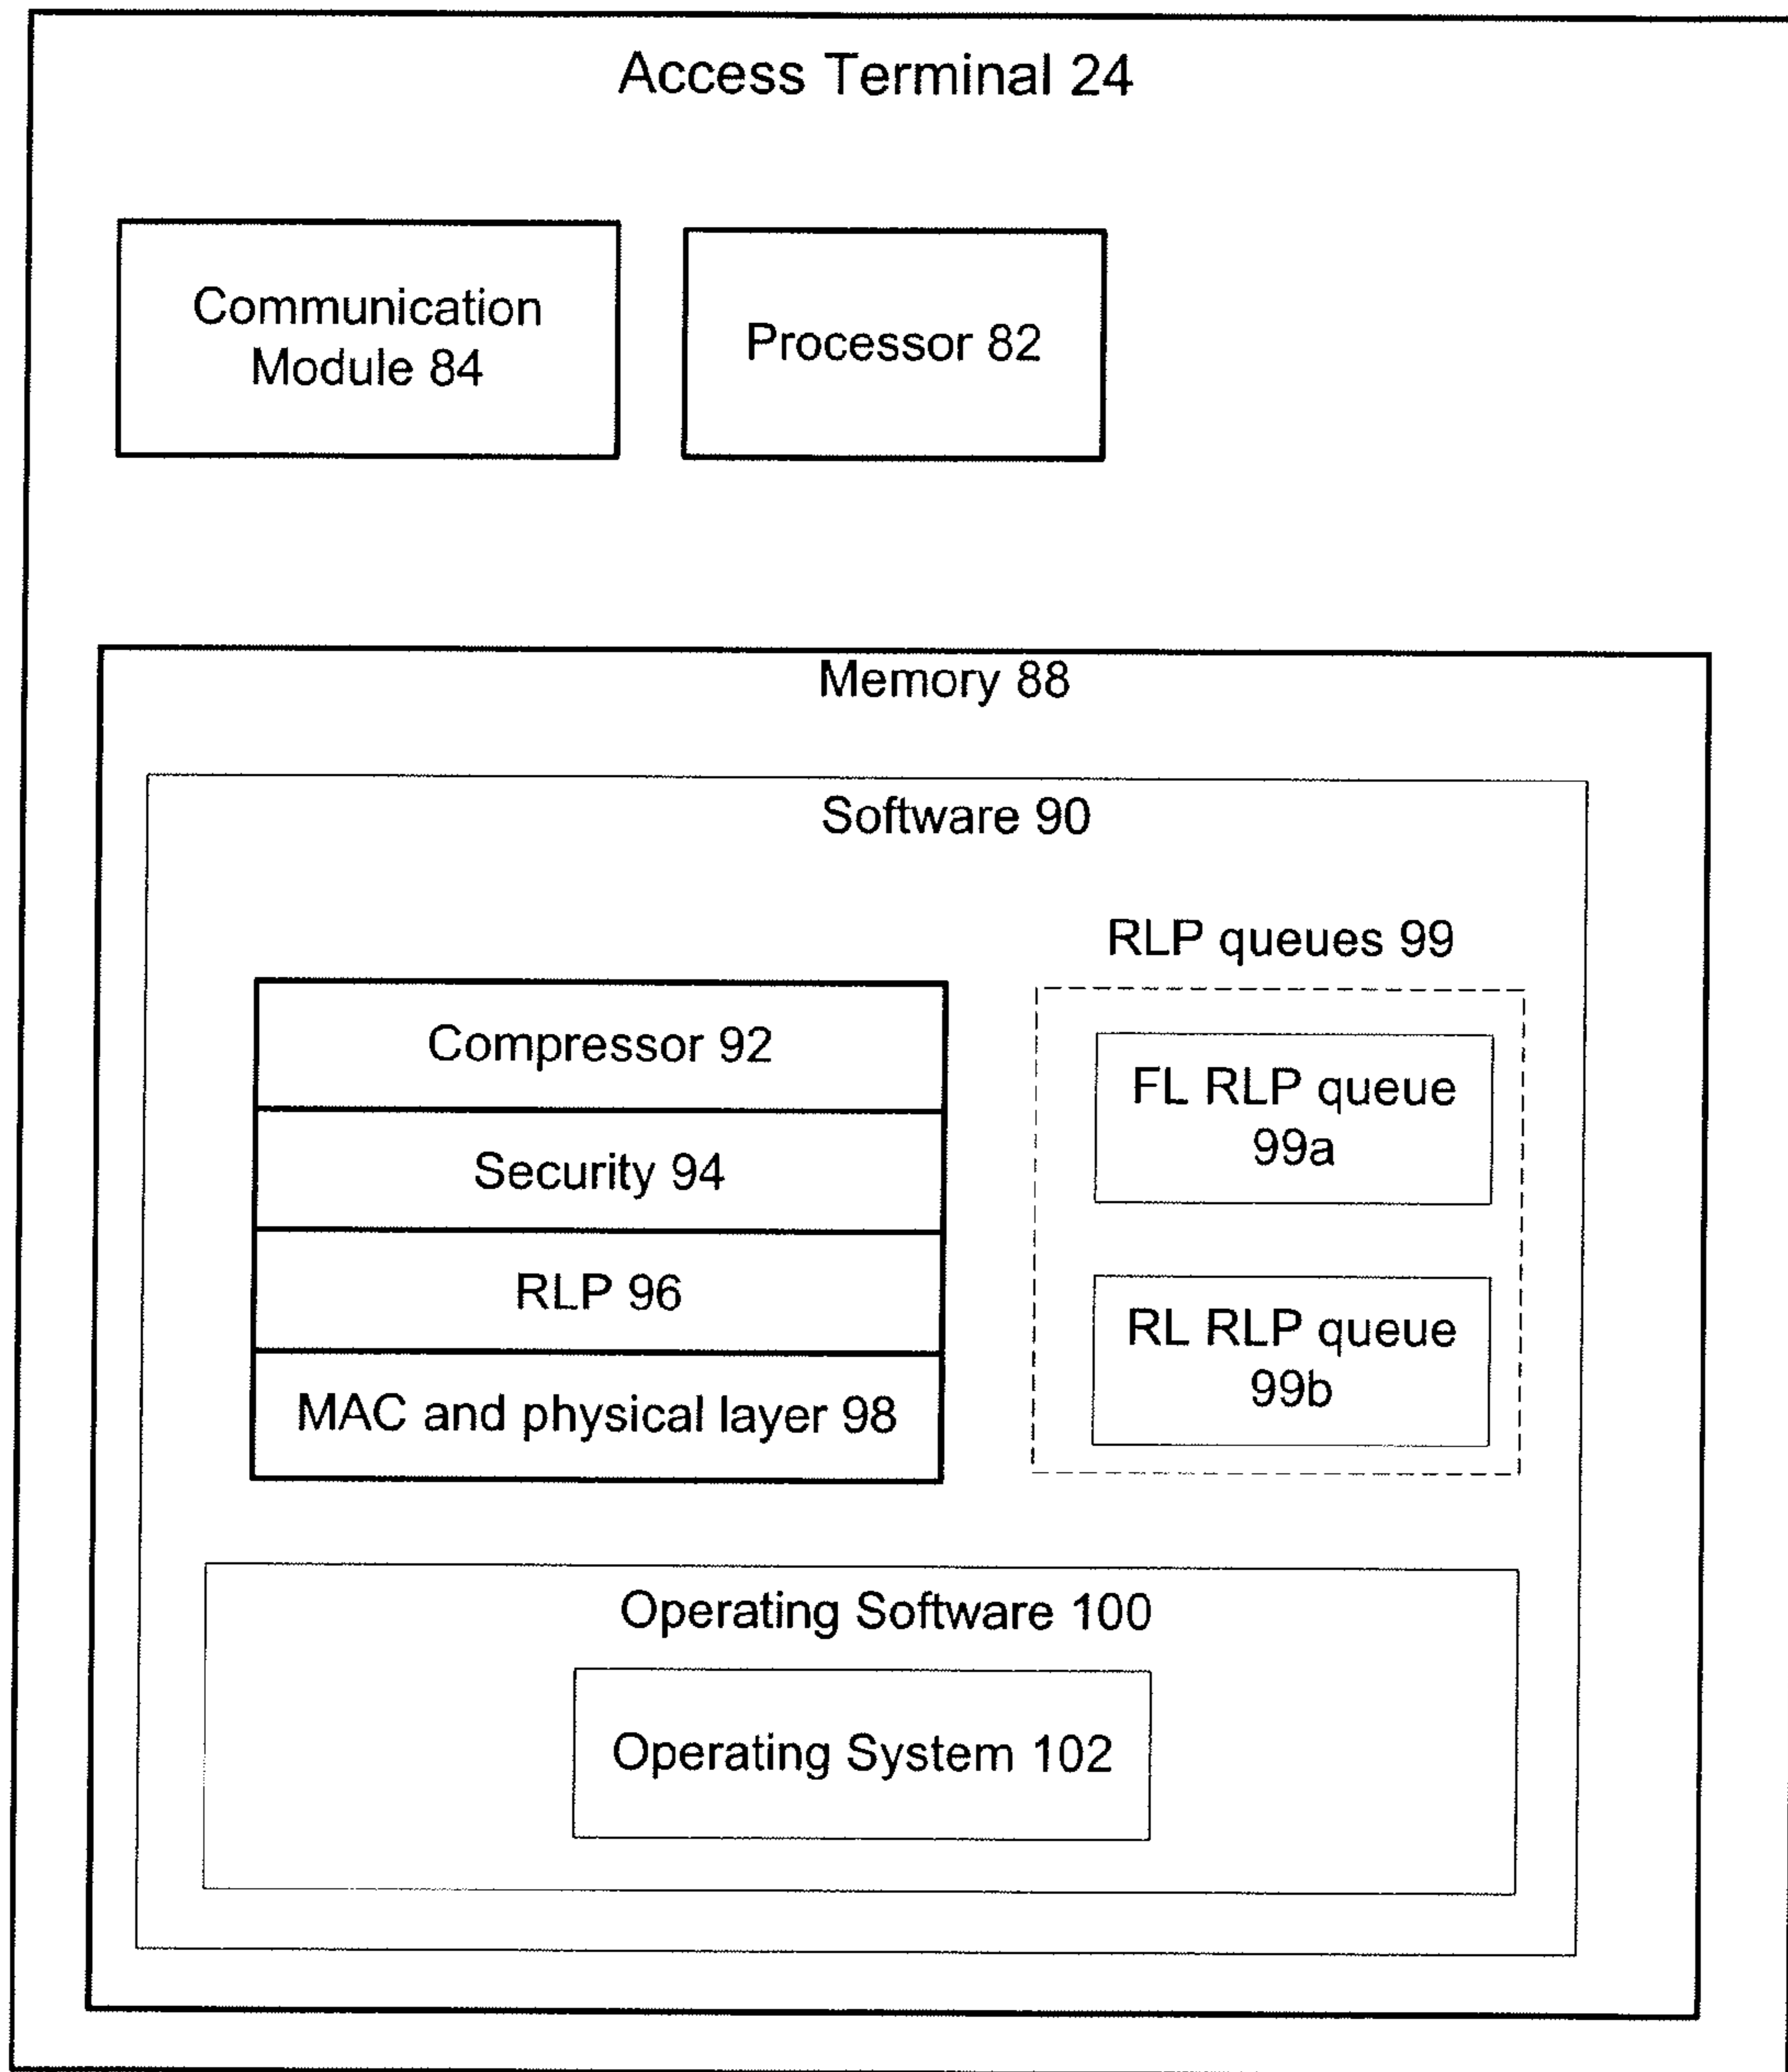 Access Terminal 24
Communication
Module 84
Processor 82
Memory 88
Software 90
RLP queues 99
Compressor 92
Security 94
RLP 96
MAC and physical layer 98
FL RLP queue
99a
RL RLP queue
99b
Operating Software 100
Operating System 102